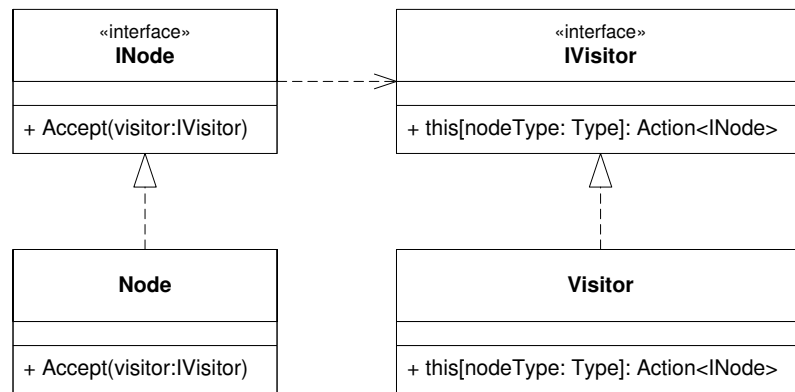 «interface»
INode
+ Accept(visitor:IVisitor)
«interface»
IVisitor
+ this[nodeType: Type]: Action<INode>
Node
+ Accept(visitor:IVisitor)
Visitor
+ this[nodeType: Type]: Action<INode>